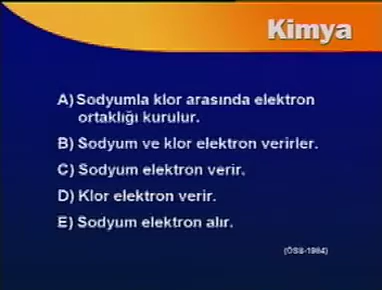 Kimya
A) Sodyumla klor arasında elektron
ortaklığı kurulur.
B) Sodyum ve klor elektron verirler.
C) Sodyum elektron verir.
D) Klor elektron verir.
E) Sodyum elektron alır.
(ÖSS-1984)